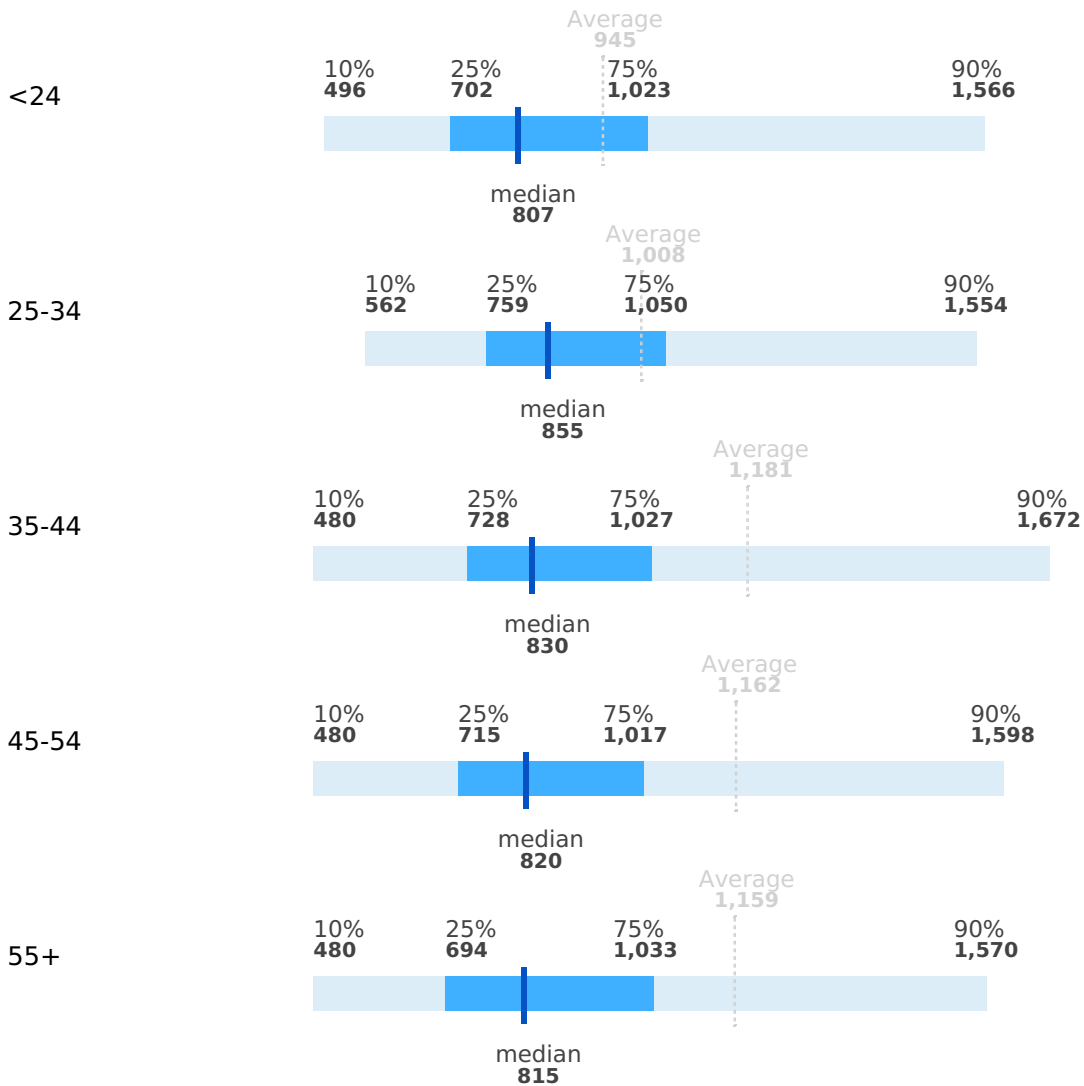 Average
945
10% 25% 75% 90%
<24 496 702 1,023 1,566
median
807
Average
1,008
10% 25% 75% 90%
25-34 562 759 1,050 1,554
median
855
Average
1,181
10% 25% 75% 90%
35-44 480 728 1,027 1,672
median
830
Average
1,162
10% 25% 75% 90%
45-54 480 715 1,017 1,598
median
820
Average
1,159
10% 25% 75% 90%
55+ 480 694 1,033 1,570
median
815